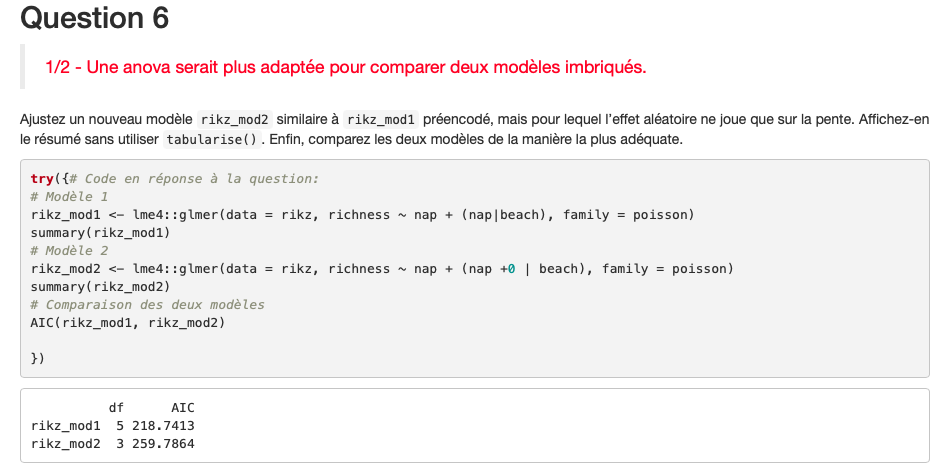 Question 6
1/2 - Une anova serait plus adaptée pour comparer deux modèles imbriqués.
Ajustez un nouveau modèle rikz_mod2 similaire à rikz_mod1 préencodé, mais pour lequel l'effet aléatoire ne joue que sur la pente. Affichez-en
le résumé sans utiliser tabularise(). Enfin, comparez les deux modèles de la manière la plus adéquate.
try({# Code en réponse à la question:
# Modèle 1
rikz_mod1 <- lme4::glmer(data = rikz, richness ~ nap + (nap|beach), family = poisson)
summary(rikz_mod1)
# Modèle 2
rikz_mod2 <- lme4::glmer(data = rikz, richness ~ nap + (nap +0 | beach), family = poisson)
summary(rikz_mod2)
# Comparaison des deux modèles
AIC(rikz_mod1, rikz_mod2)
})
df AIC
rikz_mod1 5 218.7413
rikz_mod2 3 259.7864